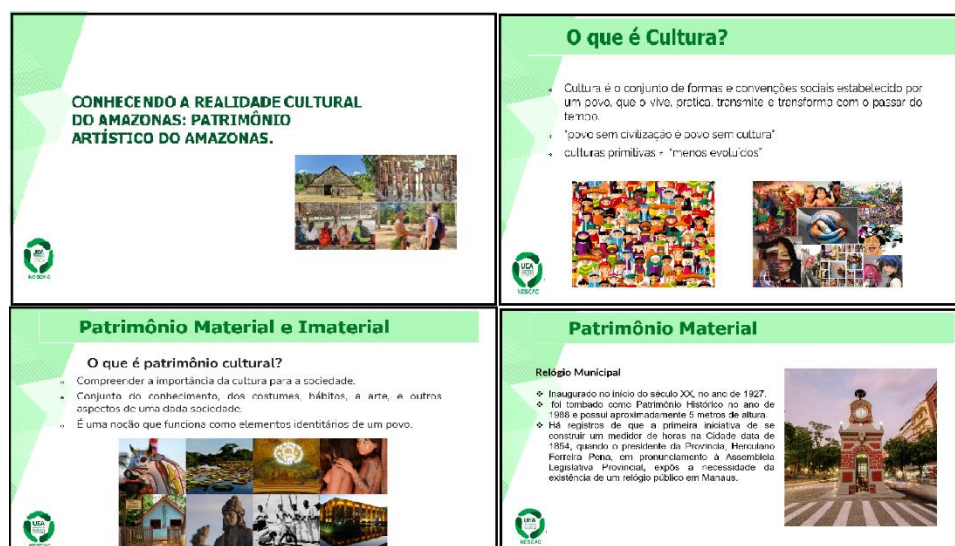 CONHECENDO A REALIDADE CULTURAL
DO AMAZONAS: PATRIMÔNIO
ARTÍSTICO DO AMAZONAS.
UEA
NESCAC
O que é Cultura?
Cultura é o conjunto de formas e convenções sociais estabelecido por
um povo, que o vive, pratica, transmite e transforma com o passar do
tempo.
"povo sem civilização é povo sem cultura"
culturas primitivas "menos evoluídos"
UEA
NESCAC
Patrimônio Material e Imaterial
O que é patrimônio cultural?
Compreender a importância da cultura para a sociedade.
Conjunto do conhecimento, dos costumes, hábitos, a arte, e outros
aspectos de uma dada sociedade.
É uma noção que funciona como elementos identitários de um povo.
UEA
NESCAC
Patrimônio Material
Relógio Municipal
❖ Inaugurado no início do século XX, no ano de 1927.
❖ foi tombado como Patrimônio Histórico no ano de
1988 e possui aproximadamente 5 metros de altura.
❖ Há registros de que a primeira iniciativa de se
construir um medidor de horas na Cidade data de
1854, quando o presidente da Província, Herculano
Ferreira Pena, em pronunciamento à Assembleia
Legislativa Provincial, expôs a necessidade da
existência de um relógio público em Manaus.
UEA
NESCAC